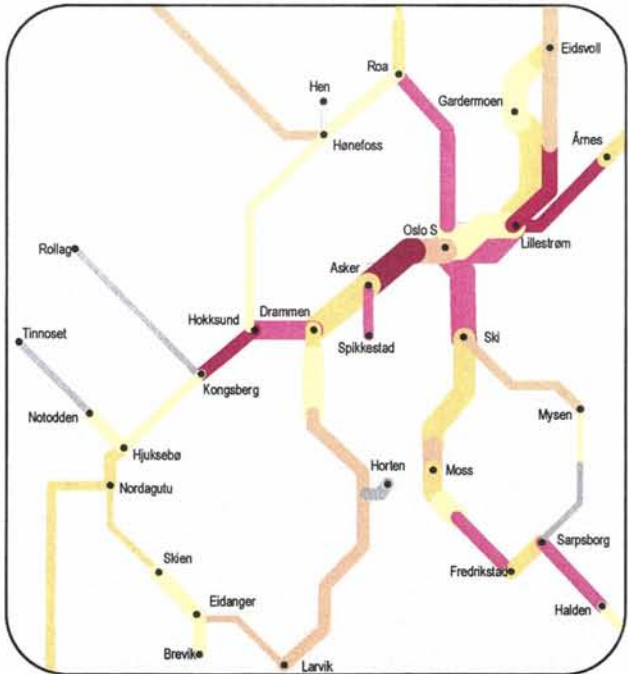 Eidsvoll
Roa
Hen
Gardermoen
Hønefoss
Årnes
Oslo S
Rollag
Lillestrøm
Asker
Hokksund
Drammen
Tinnoset
Spikkestad
Ski
Kongsberg
Notodden
Mysen
Hjuksebø
Horten
Moss
Nordagutu
Sarpsborg
Skien
Fredrikstad
Eidanger
Halden
Brevik
Larvik